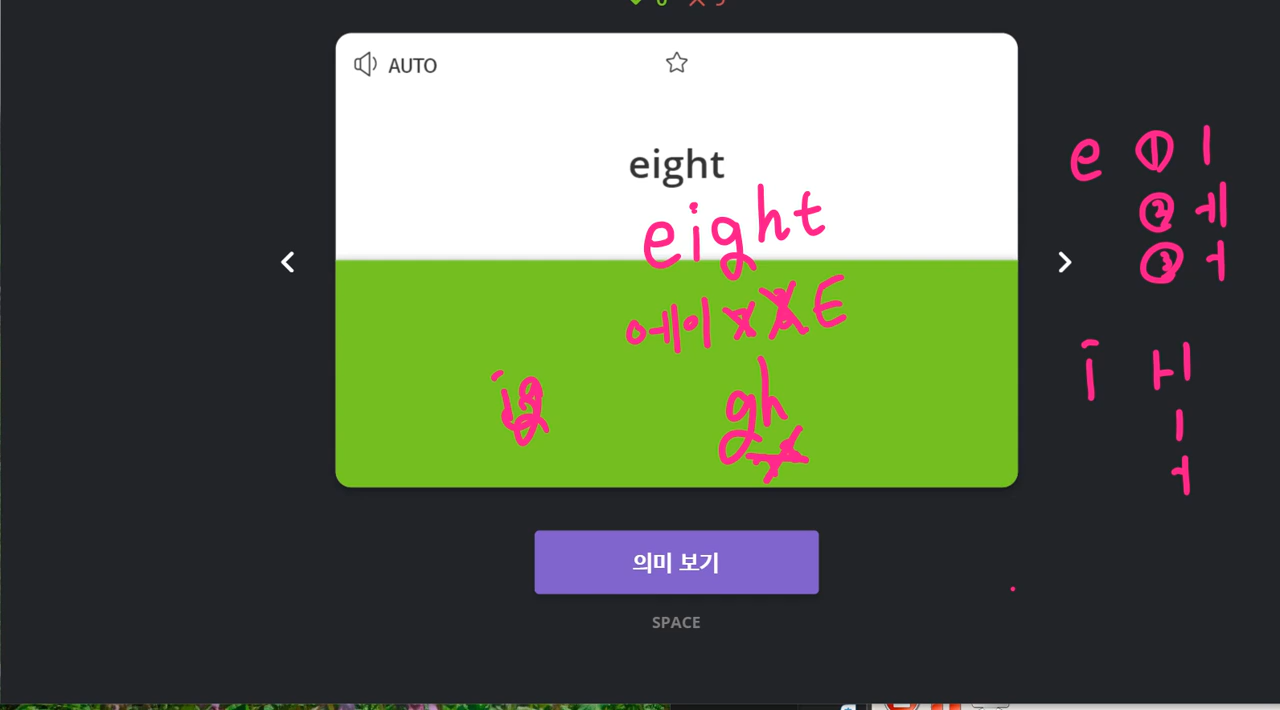 AUTO
eight
eight
에이 x x E
gh
e ① ㅣ
② ㅔ
③ ㅓ
i ㅐ
ㅣ
ㅓ
의미 보기
SPACE